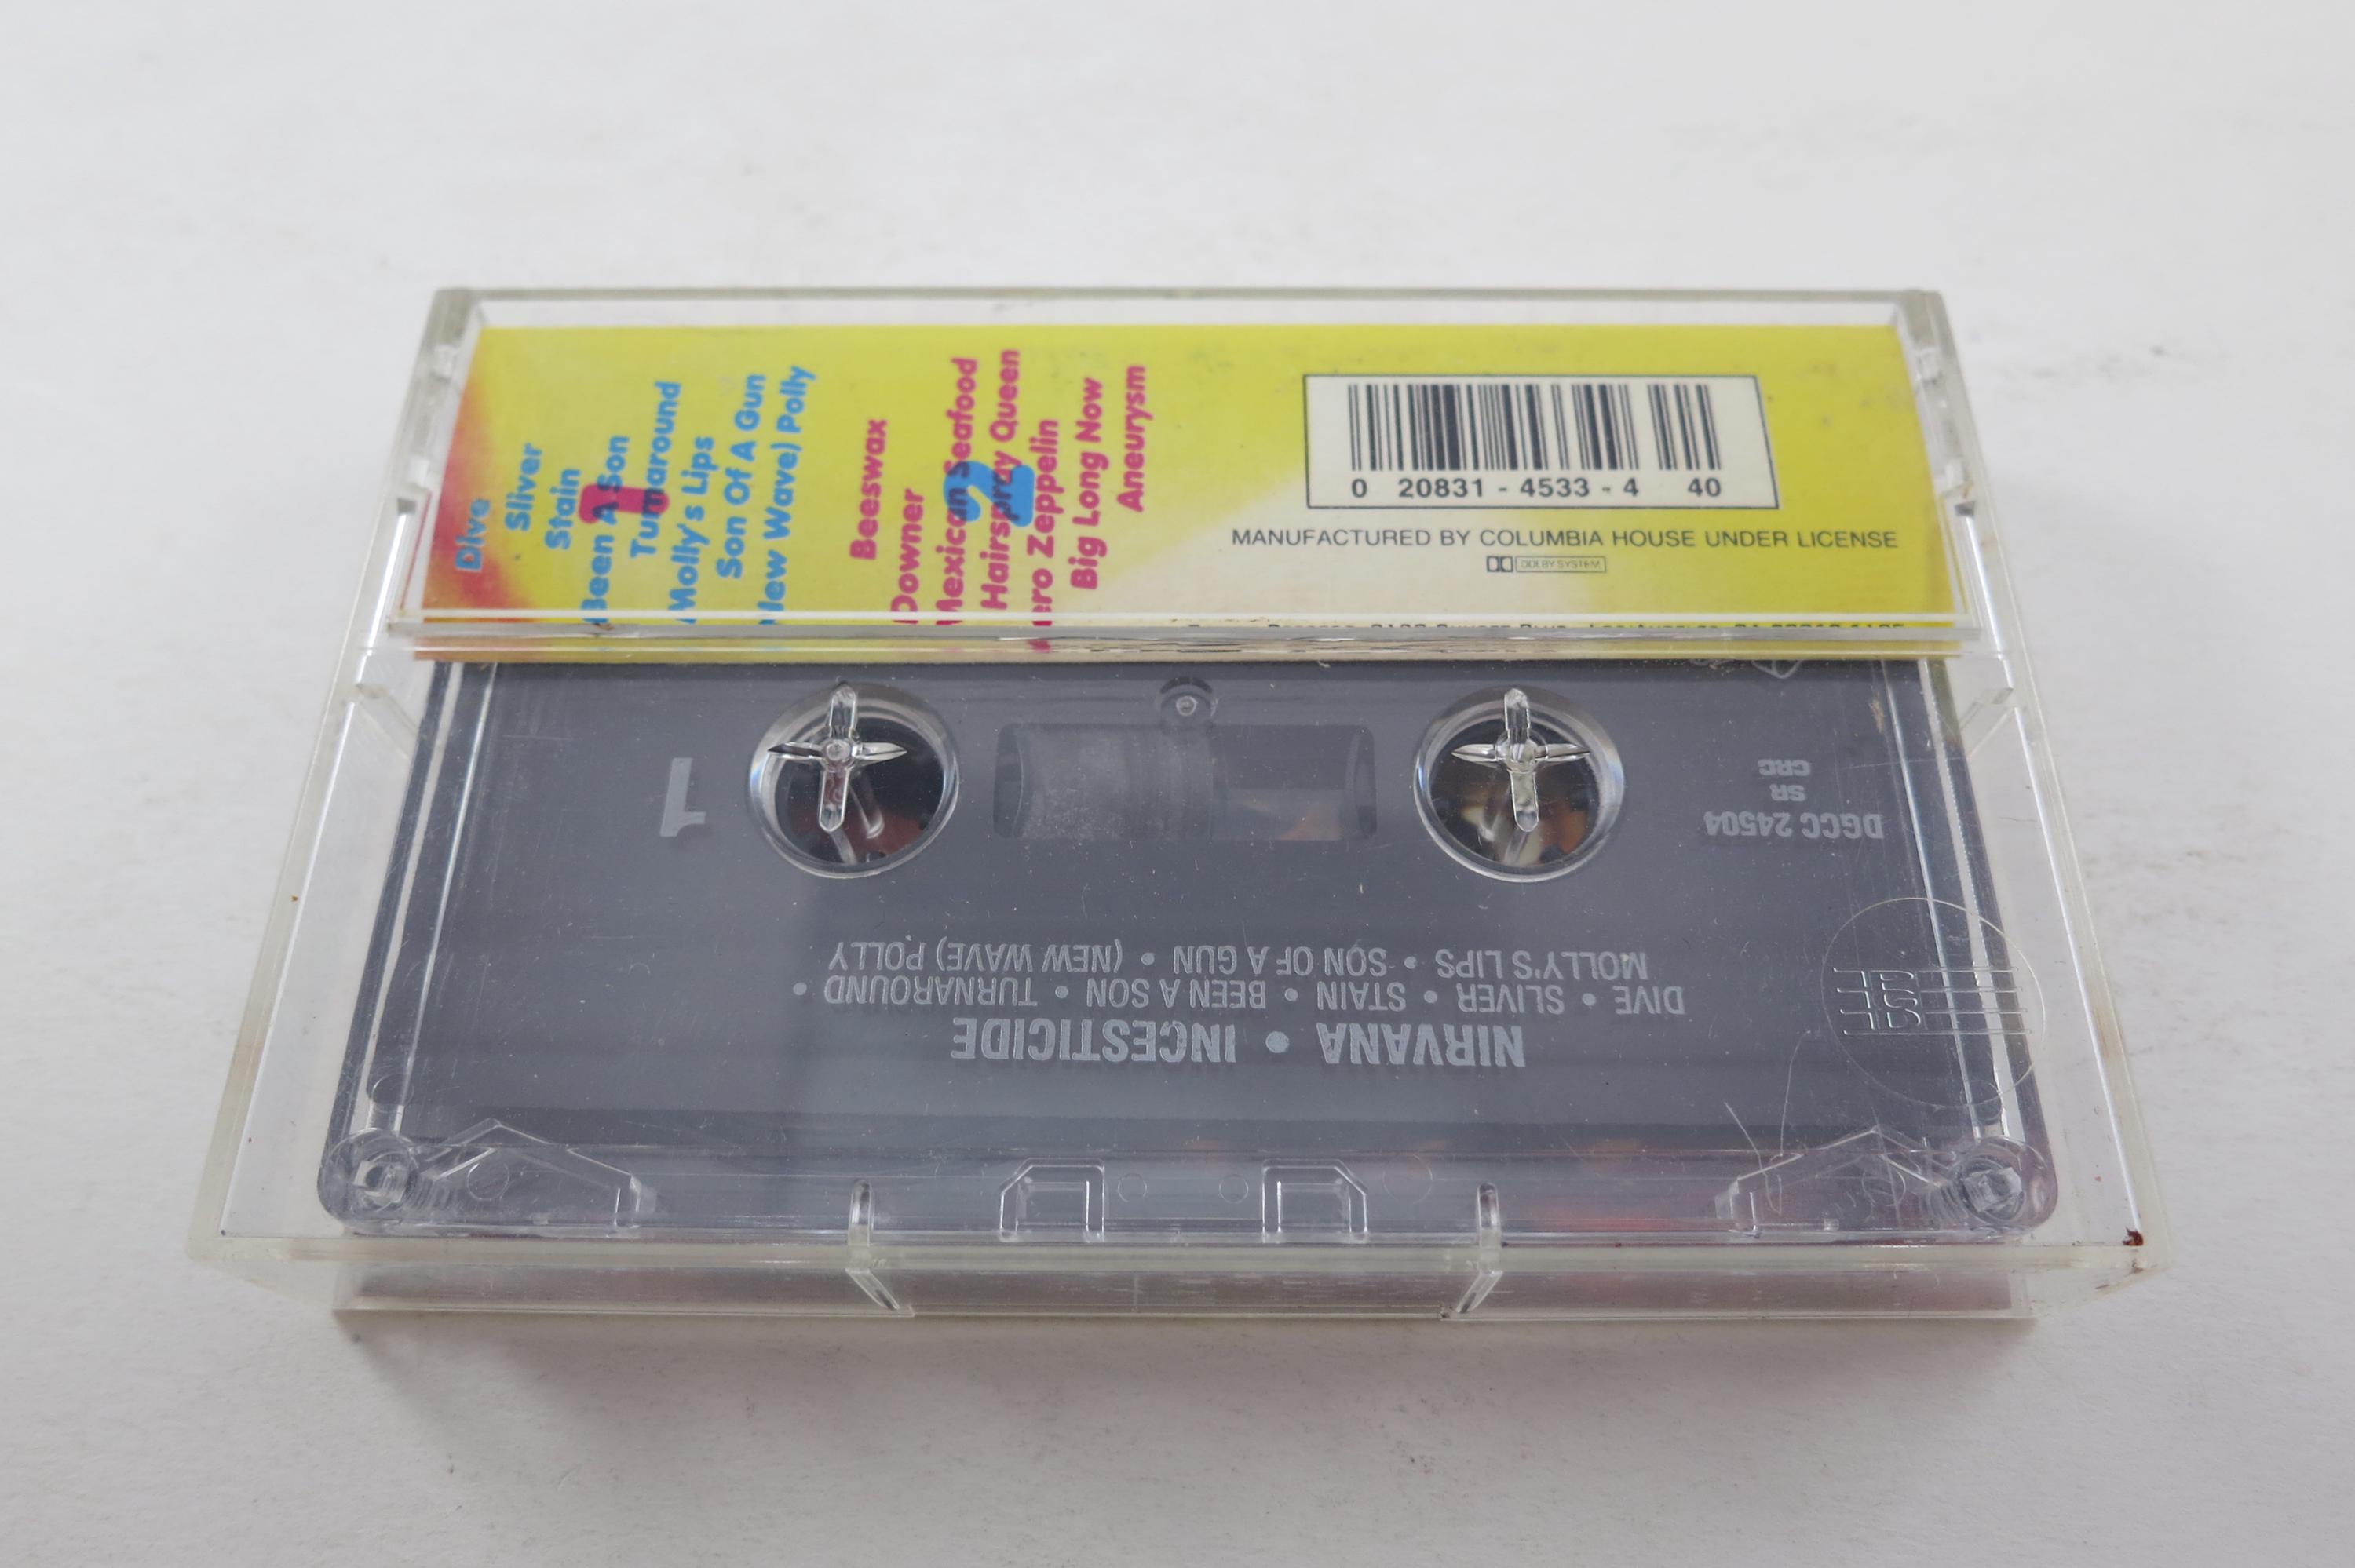 Dive
Sliver
Stain
Been A Son
Turnaround
Molly's Lips
Son Of A Gun
New Wave) Polly
1
Beeswax
Downer
Mexican Seafood
Hairspray Queen
ero Zeppelin
Big Long Now
Aneurysm
2
0 20831 - 4533 - 4 40
MANUFACTURED BY COLUMBIA HOUSE UNDER LICENSE
DOLBY SYSTEM
NIRVANA • INCESTICIDE
DIVE • SLIVER • STAIN • BEEN A SON • TURNAROUND •
MOLLY'S LIPS • SON OF A GUN • (NEW WAVE) POLLY
DGCC 24504
SR
CRC
1